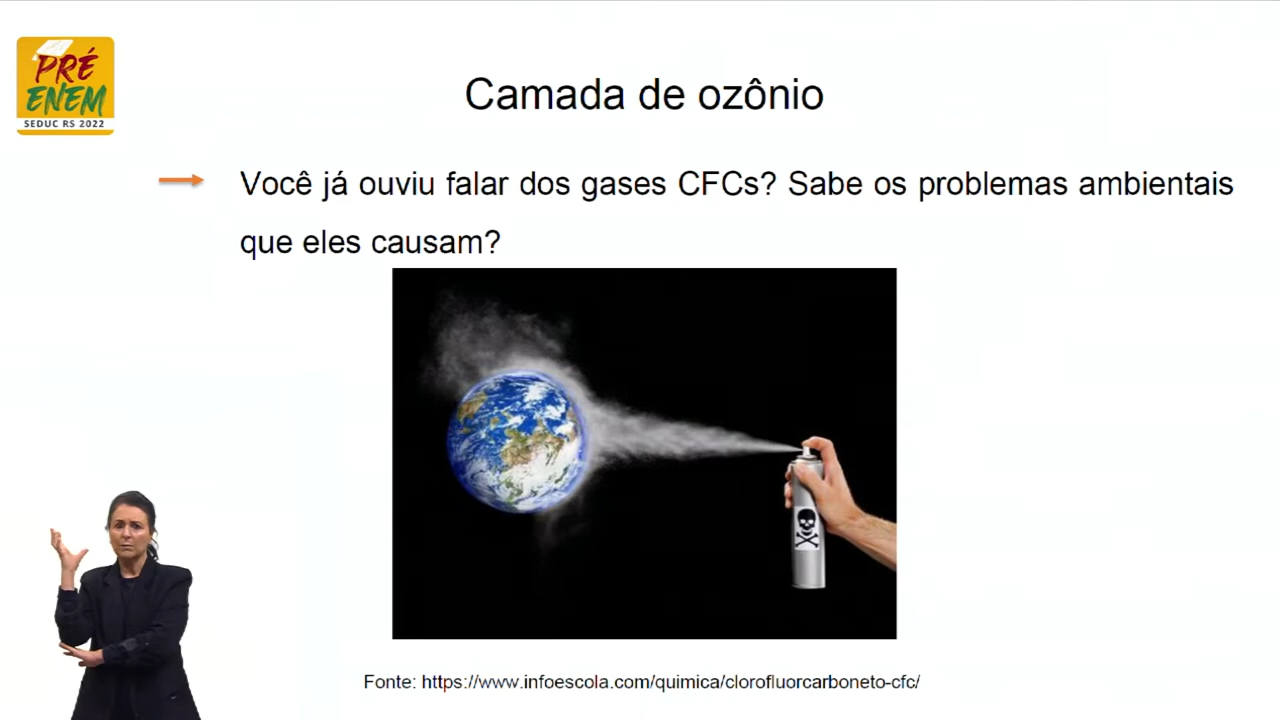 PRÉ
ENEM
SEDUC RS 2022
Camada de ozônio
Você já ouviu falar dos gases CFCs? Sabe os problemas ambientais
que eles causam?
Fonte: https://www.infoescola.com/quimica/clorofluorcarboneto-cfc/